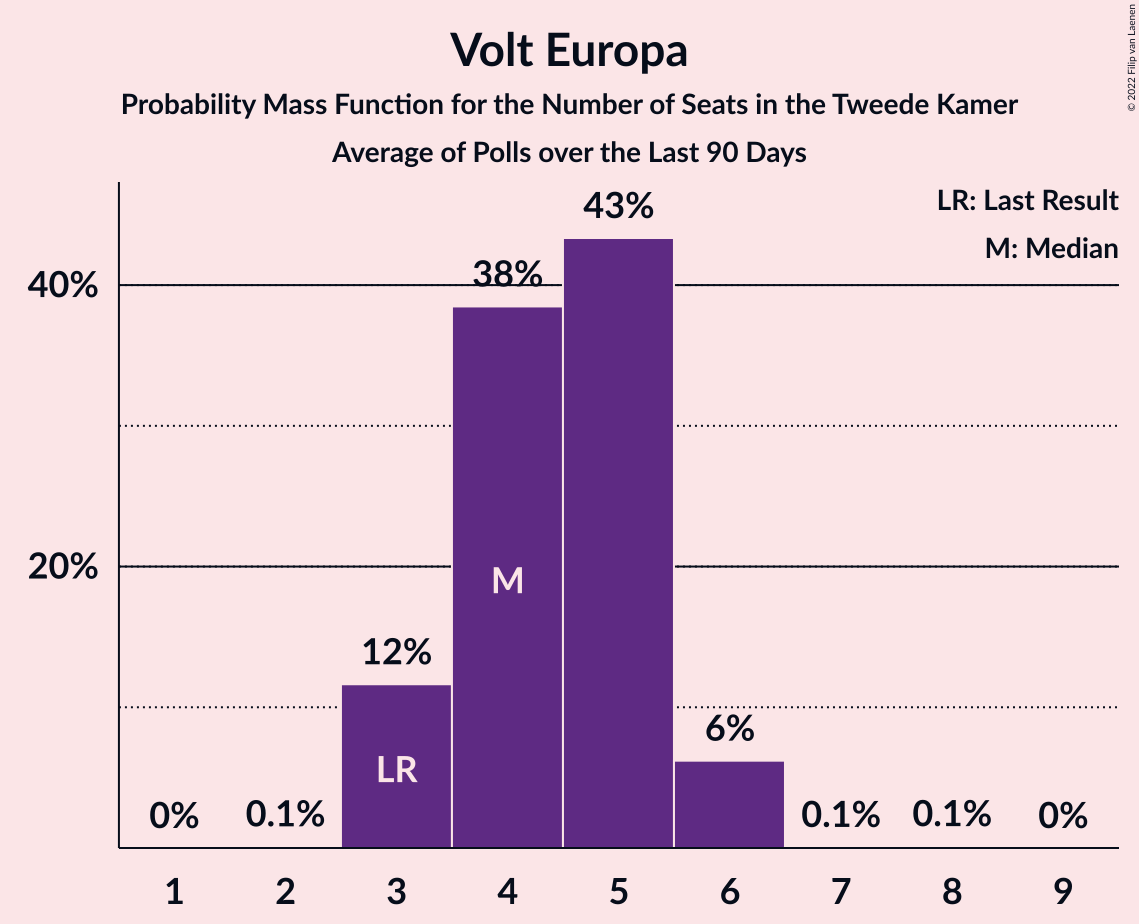 Volt Europa
Probability Mass Function for the Number of Seats in the Tweede Kamer
Average of Polls over the Last 90 Days
© 2022 Filip van Laenen
LR: Last Result
M: Median
43%
38%
40%
M
20%
12%
6%
LR
0%
0.1%
0.1%
0.1%
0%
1 2 3 4 5 6 7 8 9